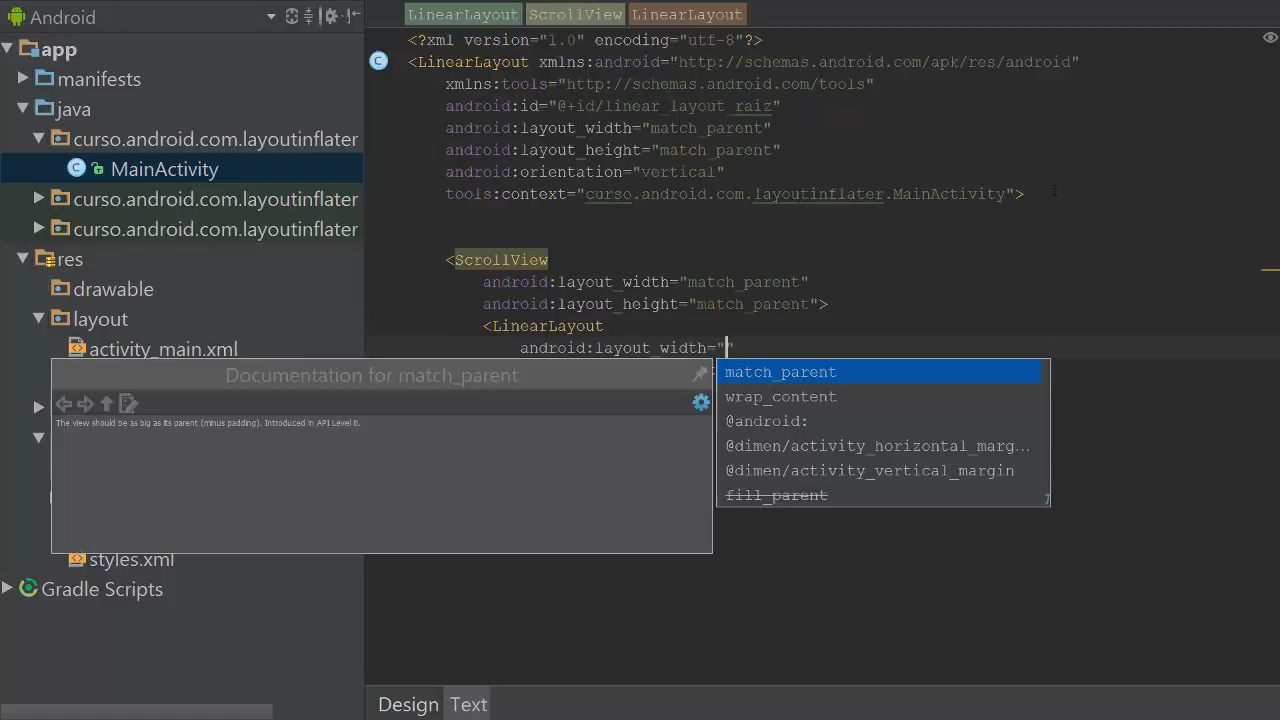 Android
app
manifests
java
curso.android.com.layoutinflater
MainActivity
curso.android.com.layoutinflater
curso.android.com.layoutinflater
res
drawable
layout
activity_main.xml
styles.xml
Gradle Scripts
LinearLayout ScrollView LinearLayout
<?xml version="1.0" encoding="utf-8"?>
<LinearLayout xmlns:android="http://schemas.android.com/apk/res/android"
xmlns:tools="http://schemas.android.com/tools"
android:id="@+id/linear_layout_raiz"
android:layout_width="match_parent"
android:layout_height="match_parent"
android:orientation="vertical"
tools:context="curso.android.com.layoutinflater.MainActivity">
<ScrollView
android:layout_width="match_parent"
android:layout_height="match_parent">
<LinearLayout
android:layout_width=""
Documentation for match_parent
The view should be as big as its parent (minus padding). Introduced in API Level 8.
match_parent
wrap_content
@android:
@dimen/activity_horizontal_marg...
@dimen/activity_vertical_margin
fill_parent
Design Text